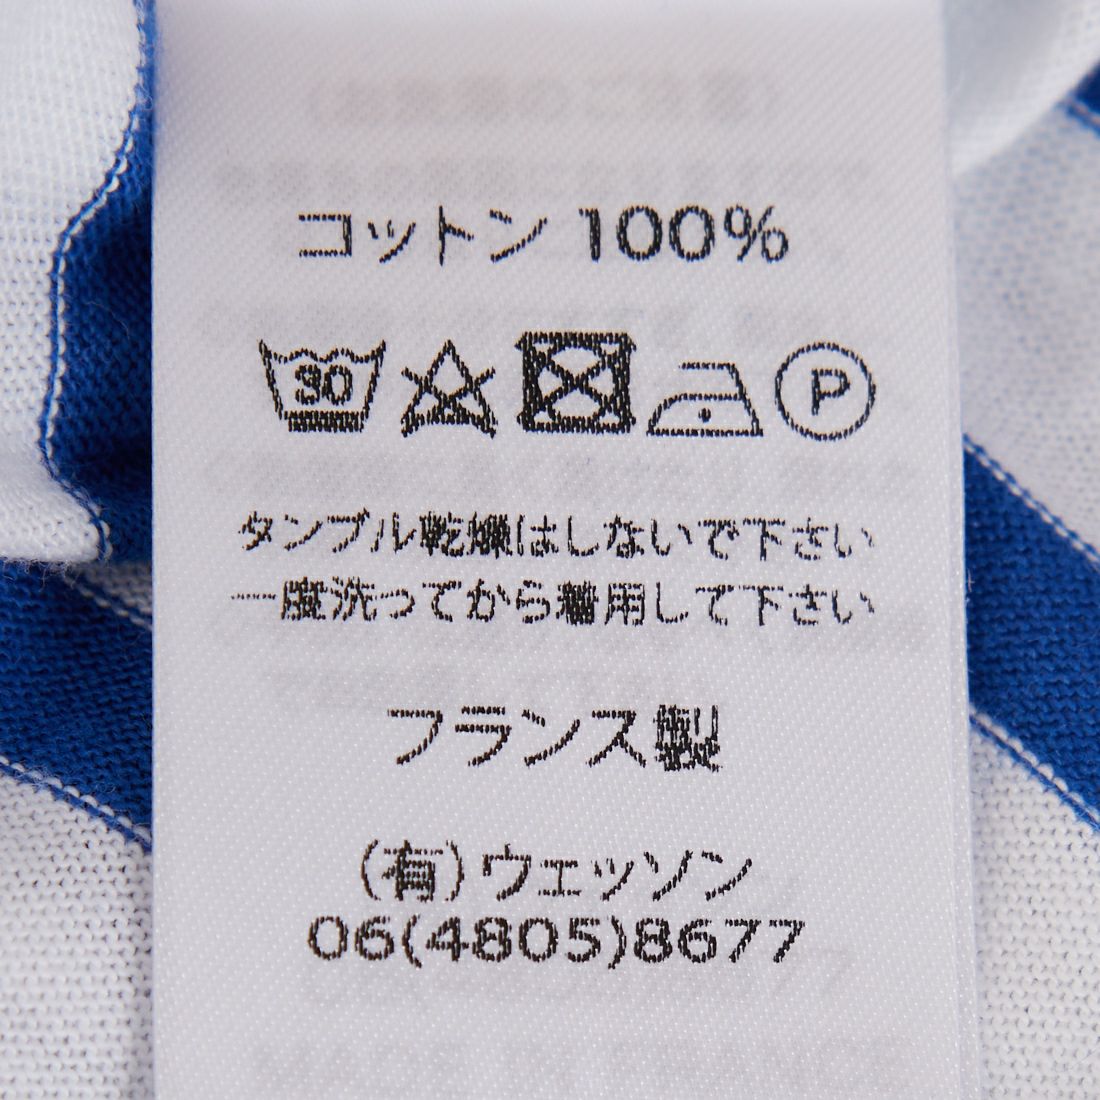 コットン 100%
30 P
タンブル乾燥はしないで下さい
一度洗ってから着用して下さい
フランス製
(有)ウェッソン
06(4805)8677